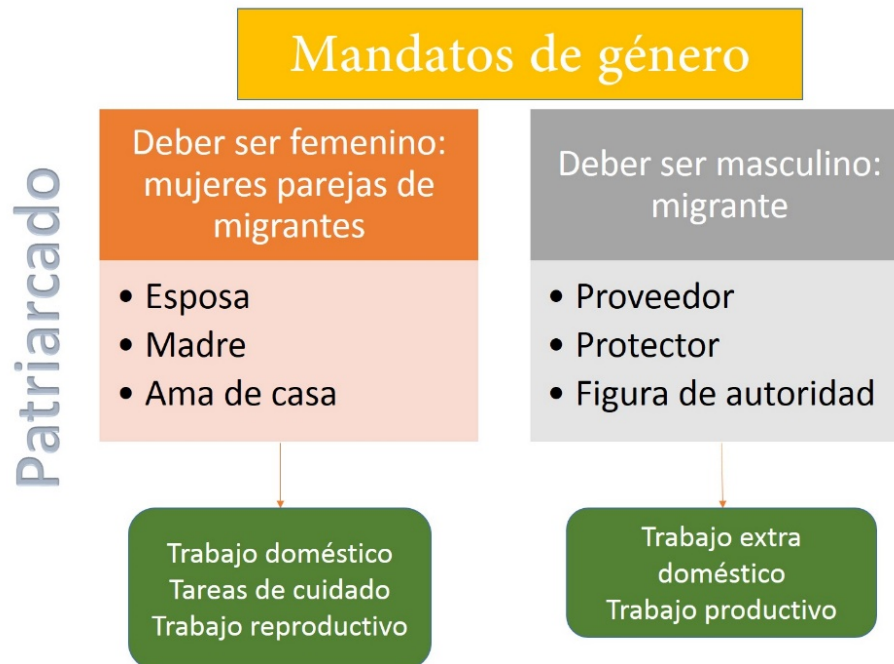 Mandatos de género
Patriarcado
Deber ser femenino:
mujeres parejas de
migrantes
• Esposa
• Madre
• Ama de casa
Trabajo doméstico
Tareas de cuidado
Trabajo reproductivo
Deber ser masculino:
migrante
• Proveedor
• Protector
• Figura de autoridad
Trabajo extra
doméstico
Trabajo productivo